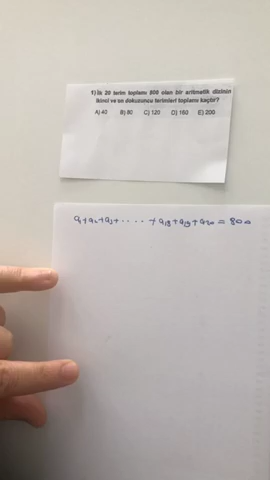 1) İlk 20 terim toplamı 800 olan bir aritmetik dizinin
ikinci ve on dokuzuncu terimleri toplamı kaçtır?
A) 40 B) 80 C) 120 D) 160 E) 200
a₁+a₂+a₃+.....+a₁₈+a₁₉+a₂₀=800